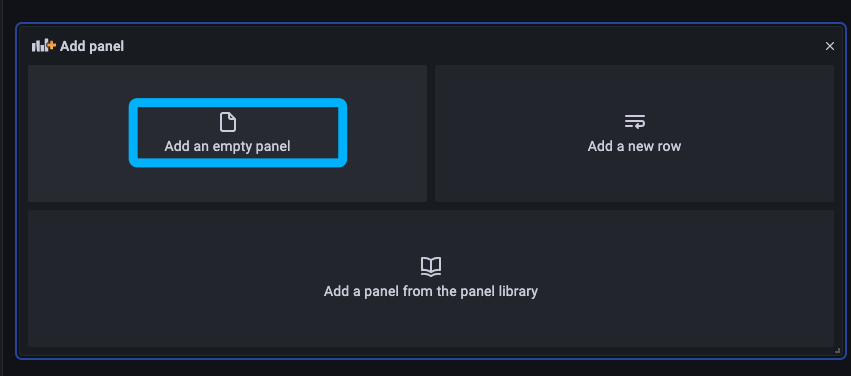 Add panel
Add an empty panel
Add a new row
Add a panel from the panel library